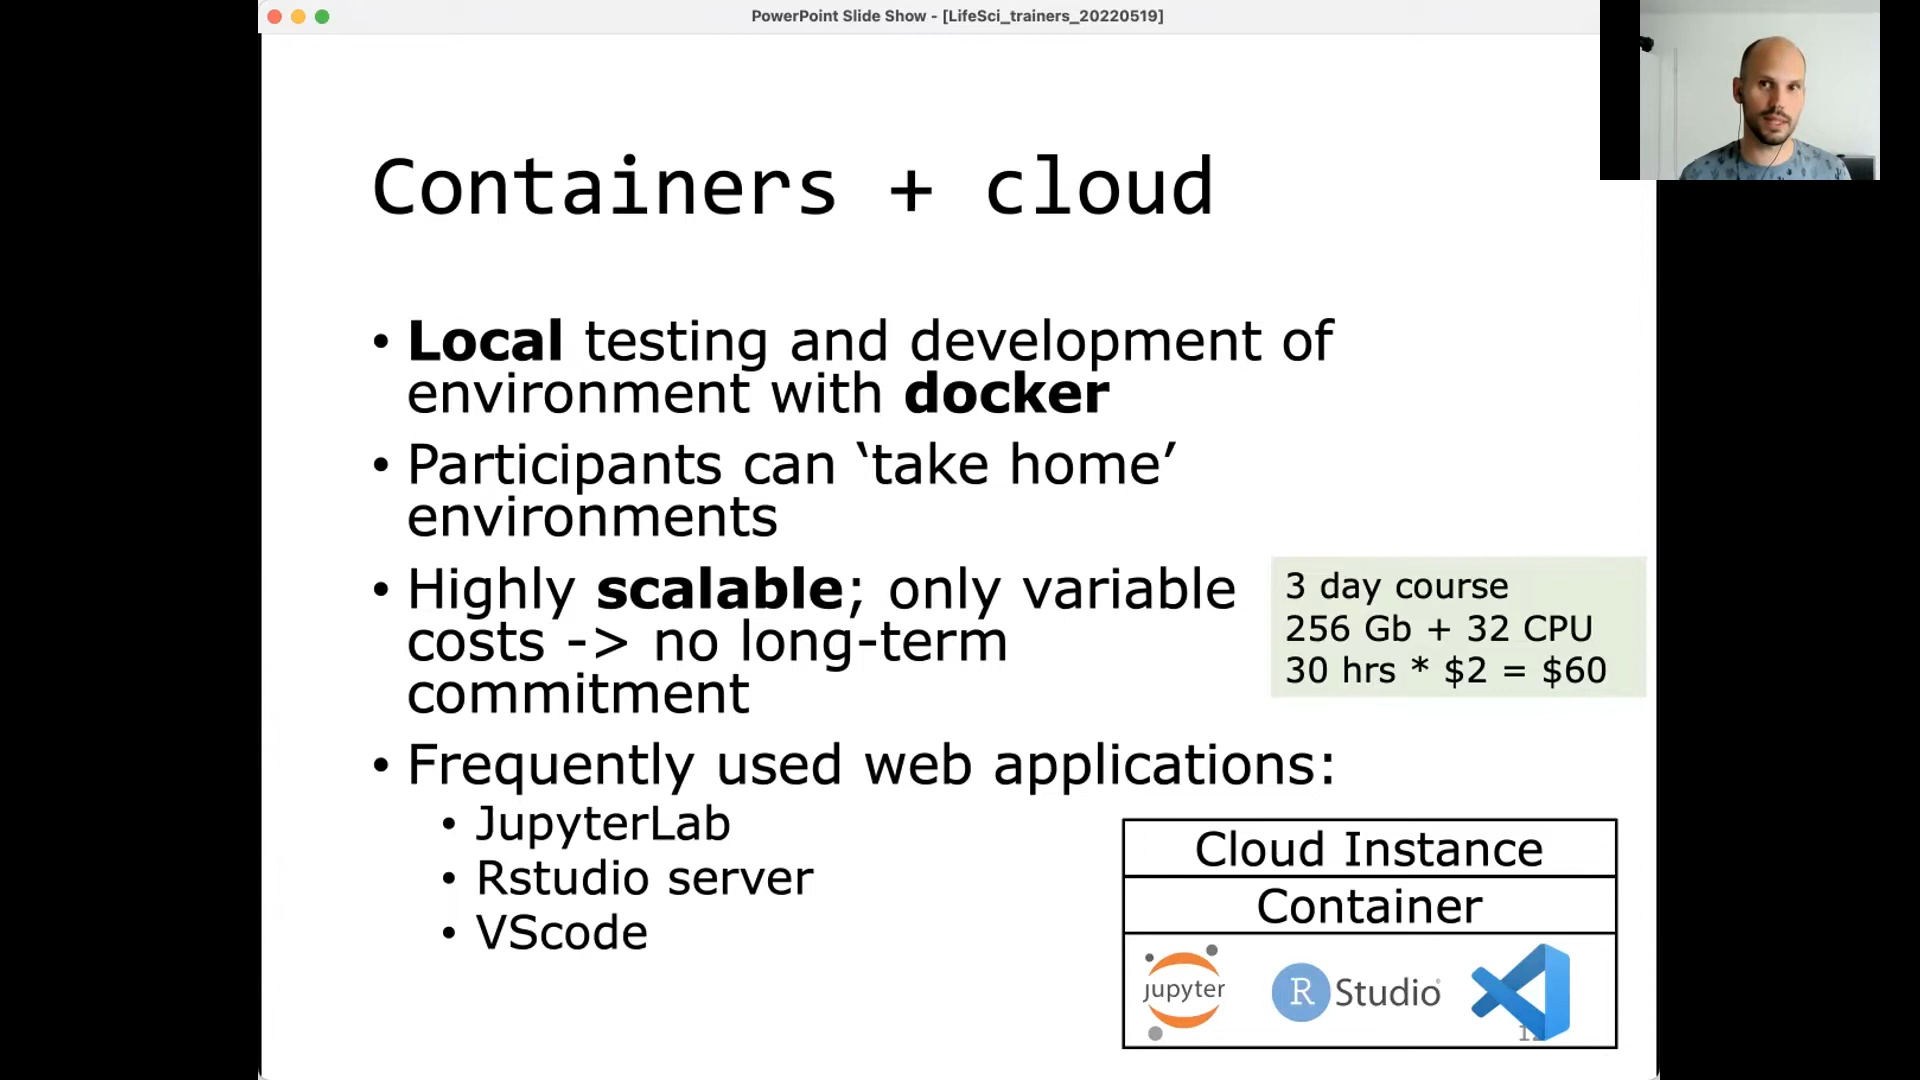 PowerPoint Slide Show - [LifeSci_trainers_20220519]
Containers + cloud
• Local testing and development of
environment with docker
• Participants can ‘take home’
environments
• Highly scalable; only variable
costs -> no long-term
commitment
3 day course
256 Gb + 32 CPU
30 hrs * $2 = $60
• Frequently used web applications:
• JupyterLab
• Rstudio server
• VScode
Cloud Instance
Container
jupyter
R Studio